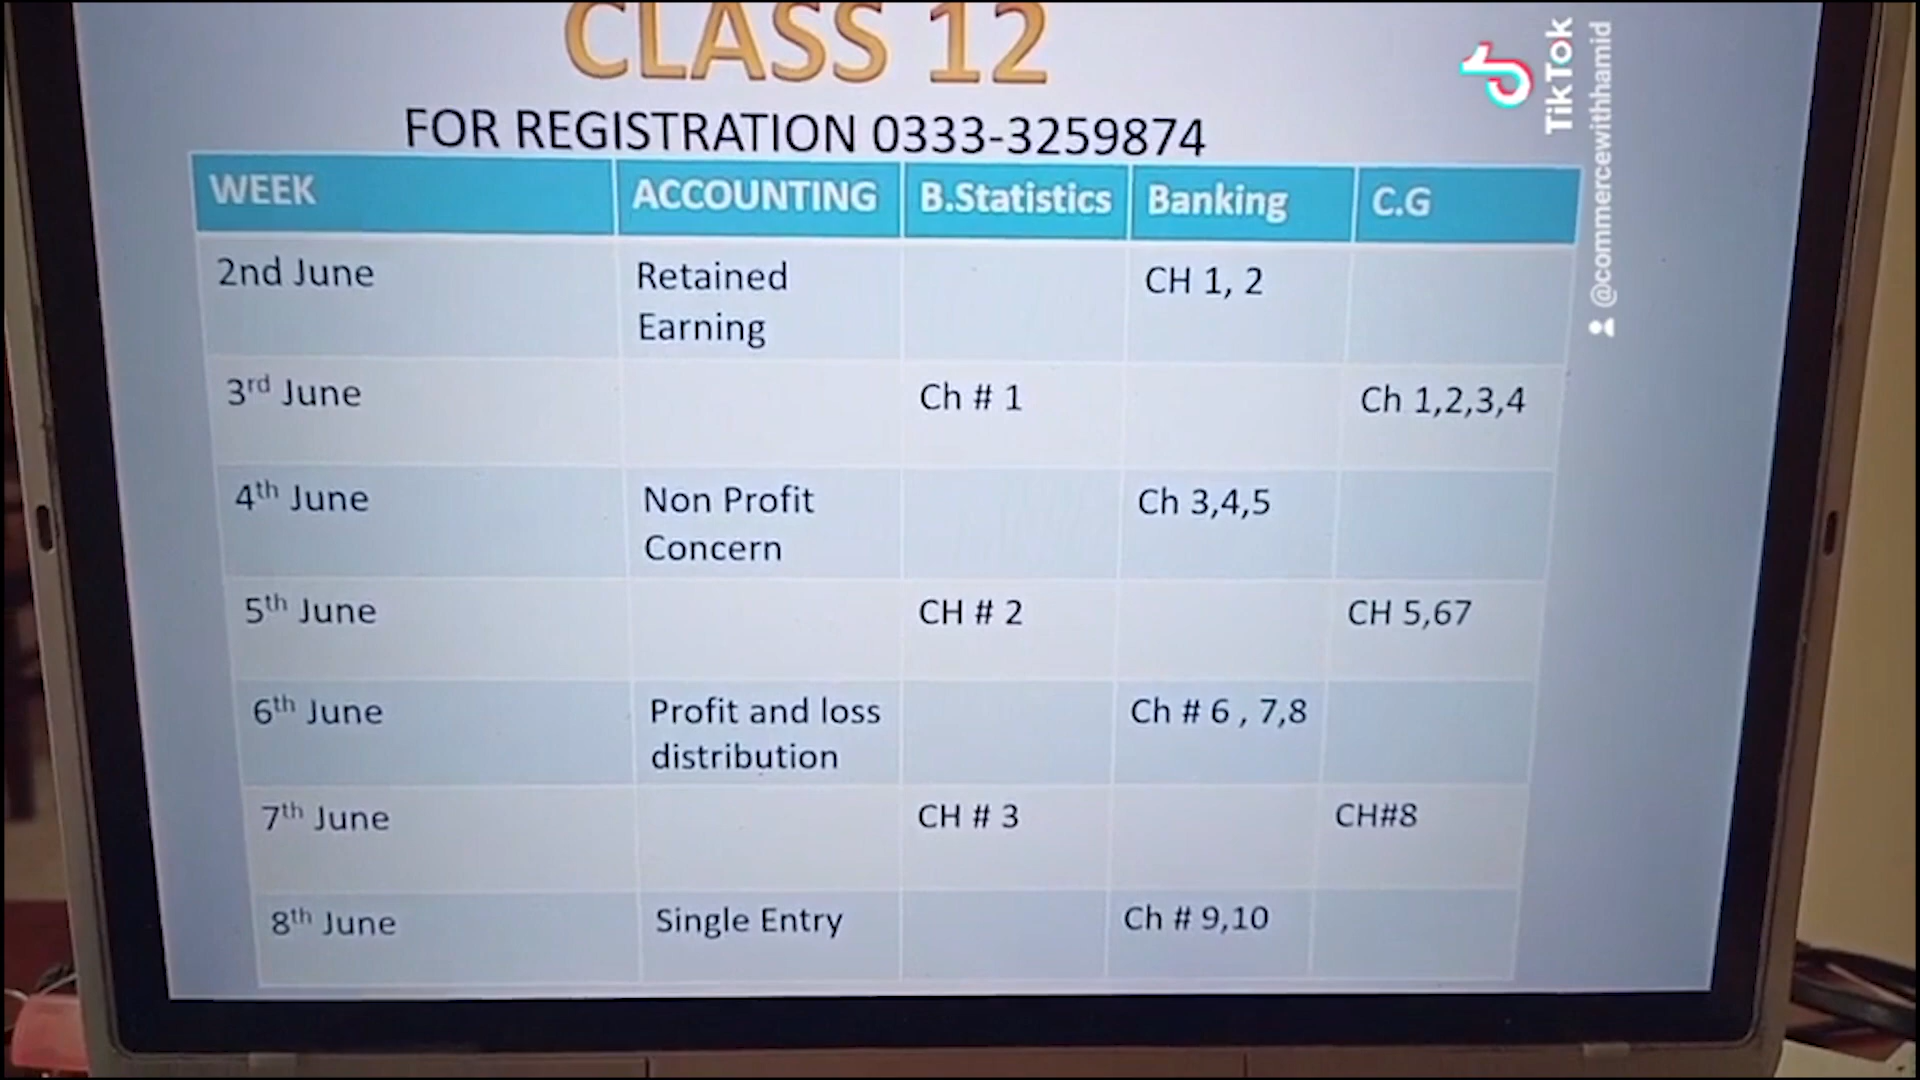 CLASS 12
FOR REGISTRATION 0333-3259874
WEEK ACCOUNTING B.Statistics Banking C.G
2nd June Retained Earning CH 1, 2
3rd June Ch # 1 Ch 1,2,3,4
4th June Non Profit Concern Ch 3,4,5
5th June CH # 2 CH 5,67
6th June Profit and loss distribution Ch # 6 , 7,8
7th June CH # 3 CH#8
8th June Single Entry Ch # 9,10
TikTok
@commercewithhamid